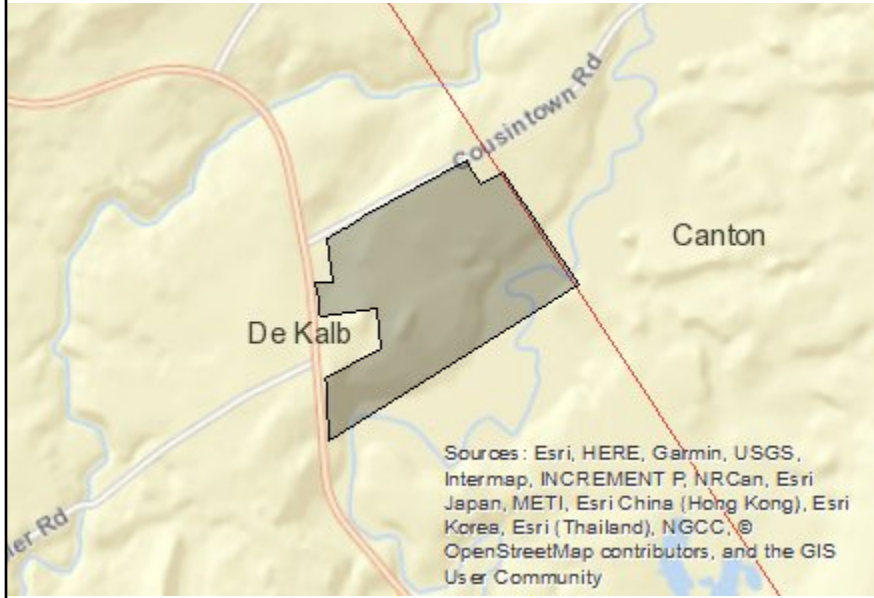 Cousintown Rd
Canton
De Kalb
Sources: Esri, HERE, Garmin, USGS,
Intermap, INCREMENT P, NRCan, Esri
Japan, METI, Esri China (Hong Kong), Esri
Korea, Esri (Thailand), NGCC, ©
OpenStreetMap contributors, and the GIS
User Community
ler Rd